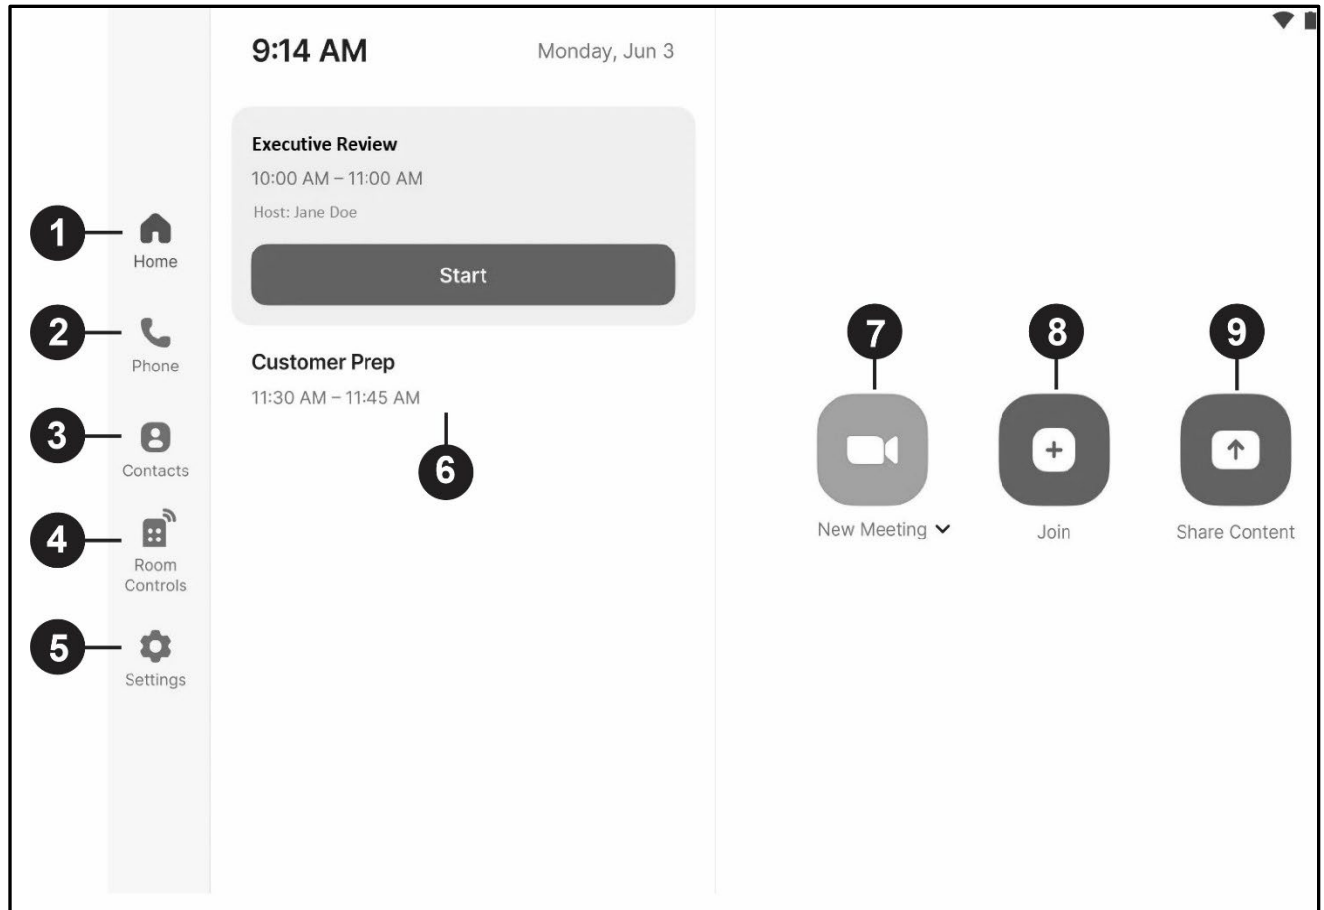 9:14 AM
Monday, Jun 3
Executive Review
10:00 AM – 11:00 AM
Host: Jane Doe
Start
Customer Prep
11:30 AM – 11:45 AM
6
1
Home
2
Phone
3
Contacts
4
Room
Controls
5
Settings
7
New Meeting
8
Join
9
Share Content